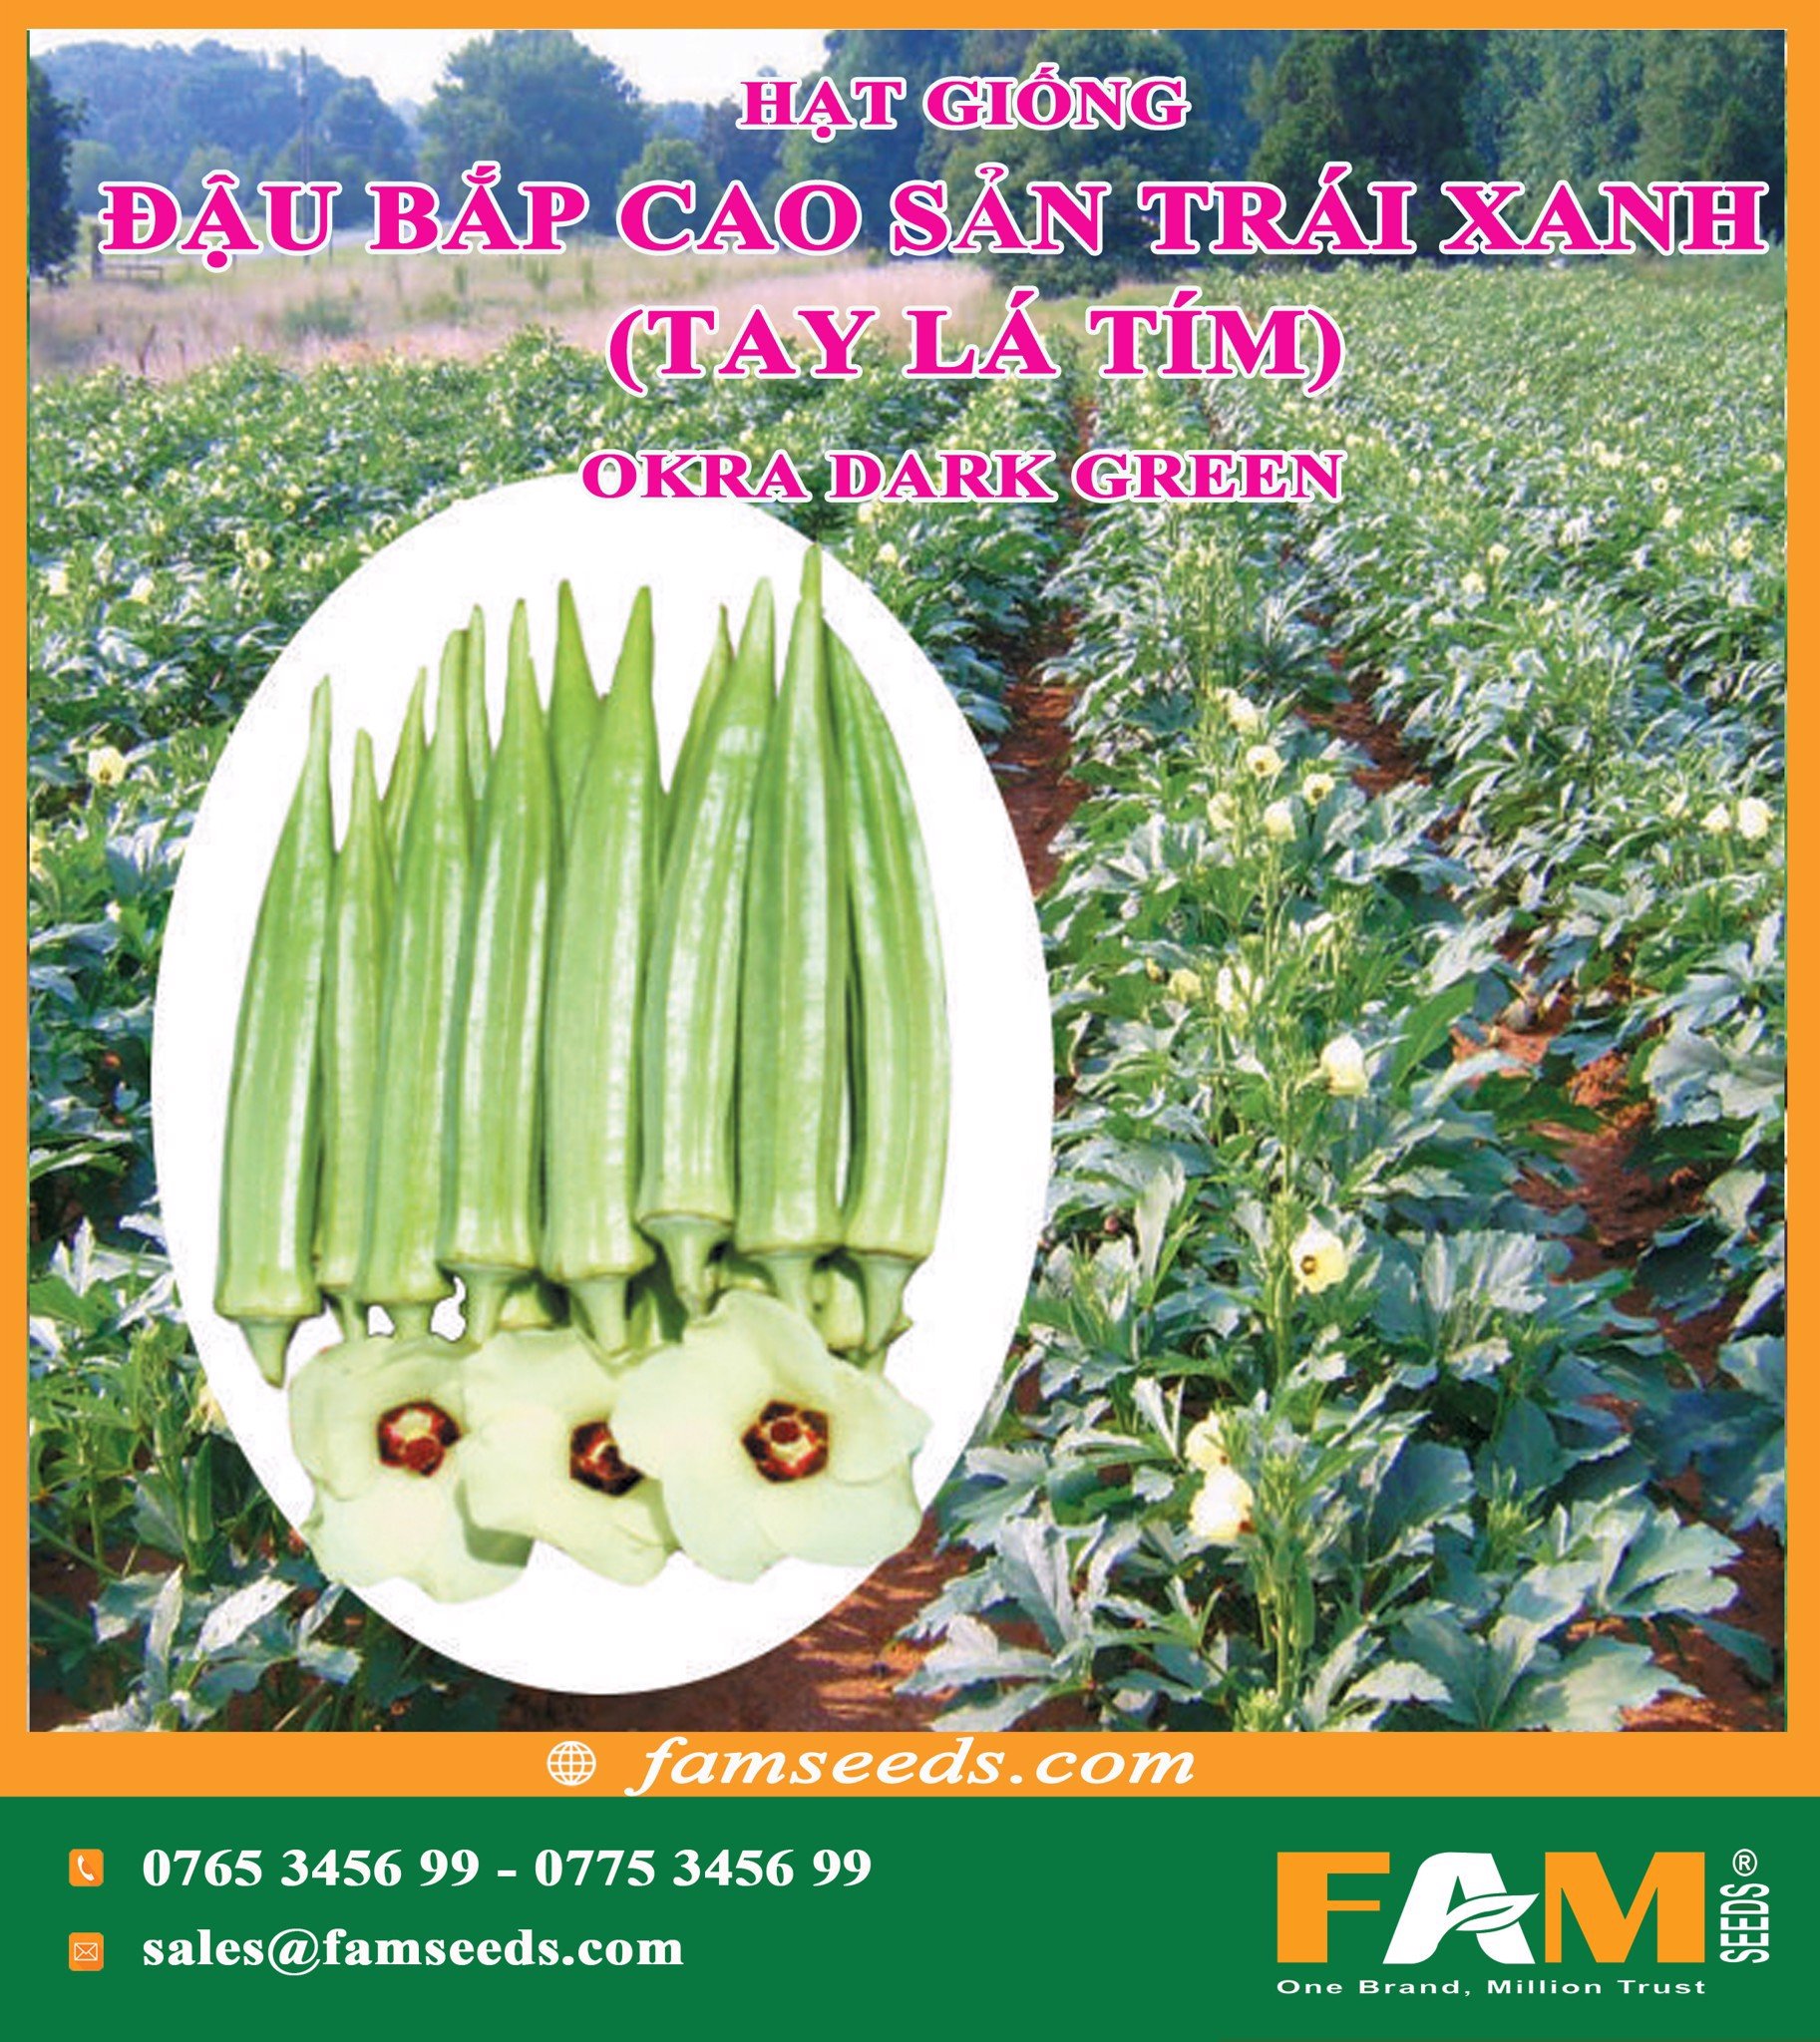 HẠT GIỐNG
ĐẬU BẮP CAO SẢN TRÁI XANH
(TAY LÁ TÍM)
OKRA DARK GREEN
famseeds.com
0765 3456 99 - 0775 3456 99
sales@famseeds.com
FAM SEEDS®
One Brand, Million Trust